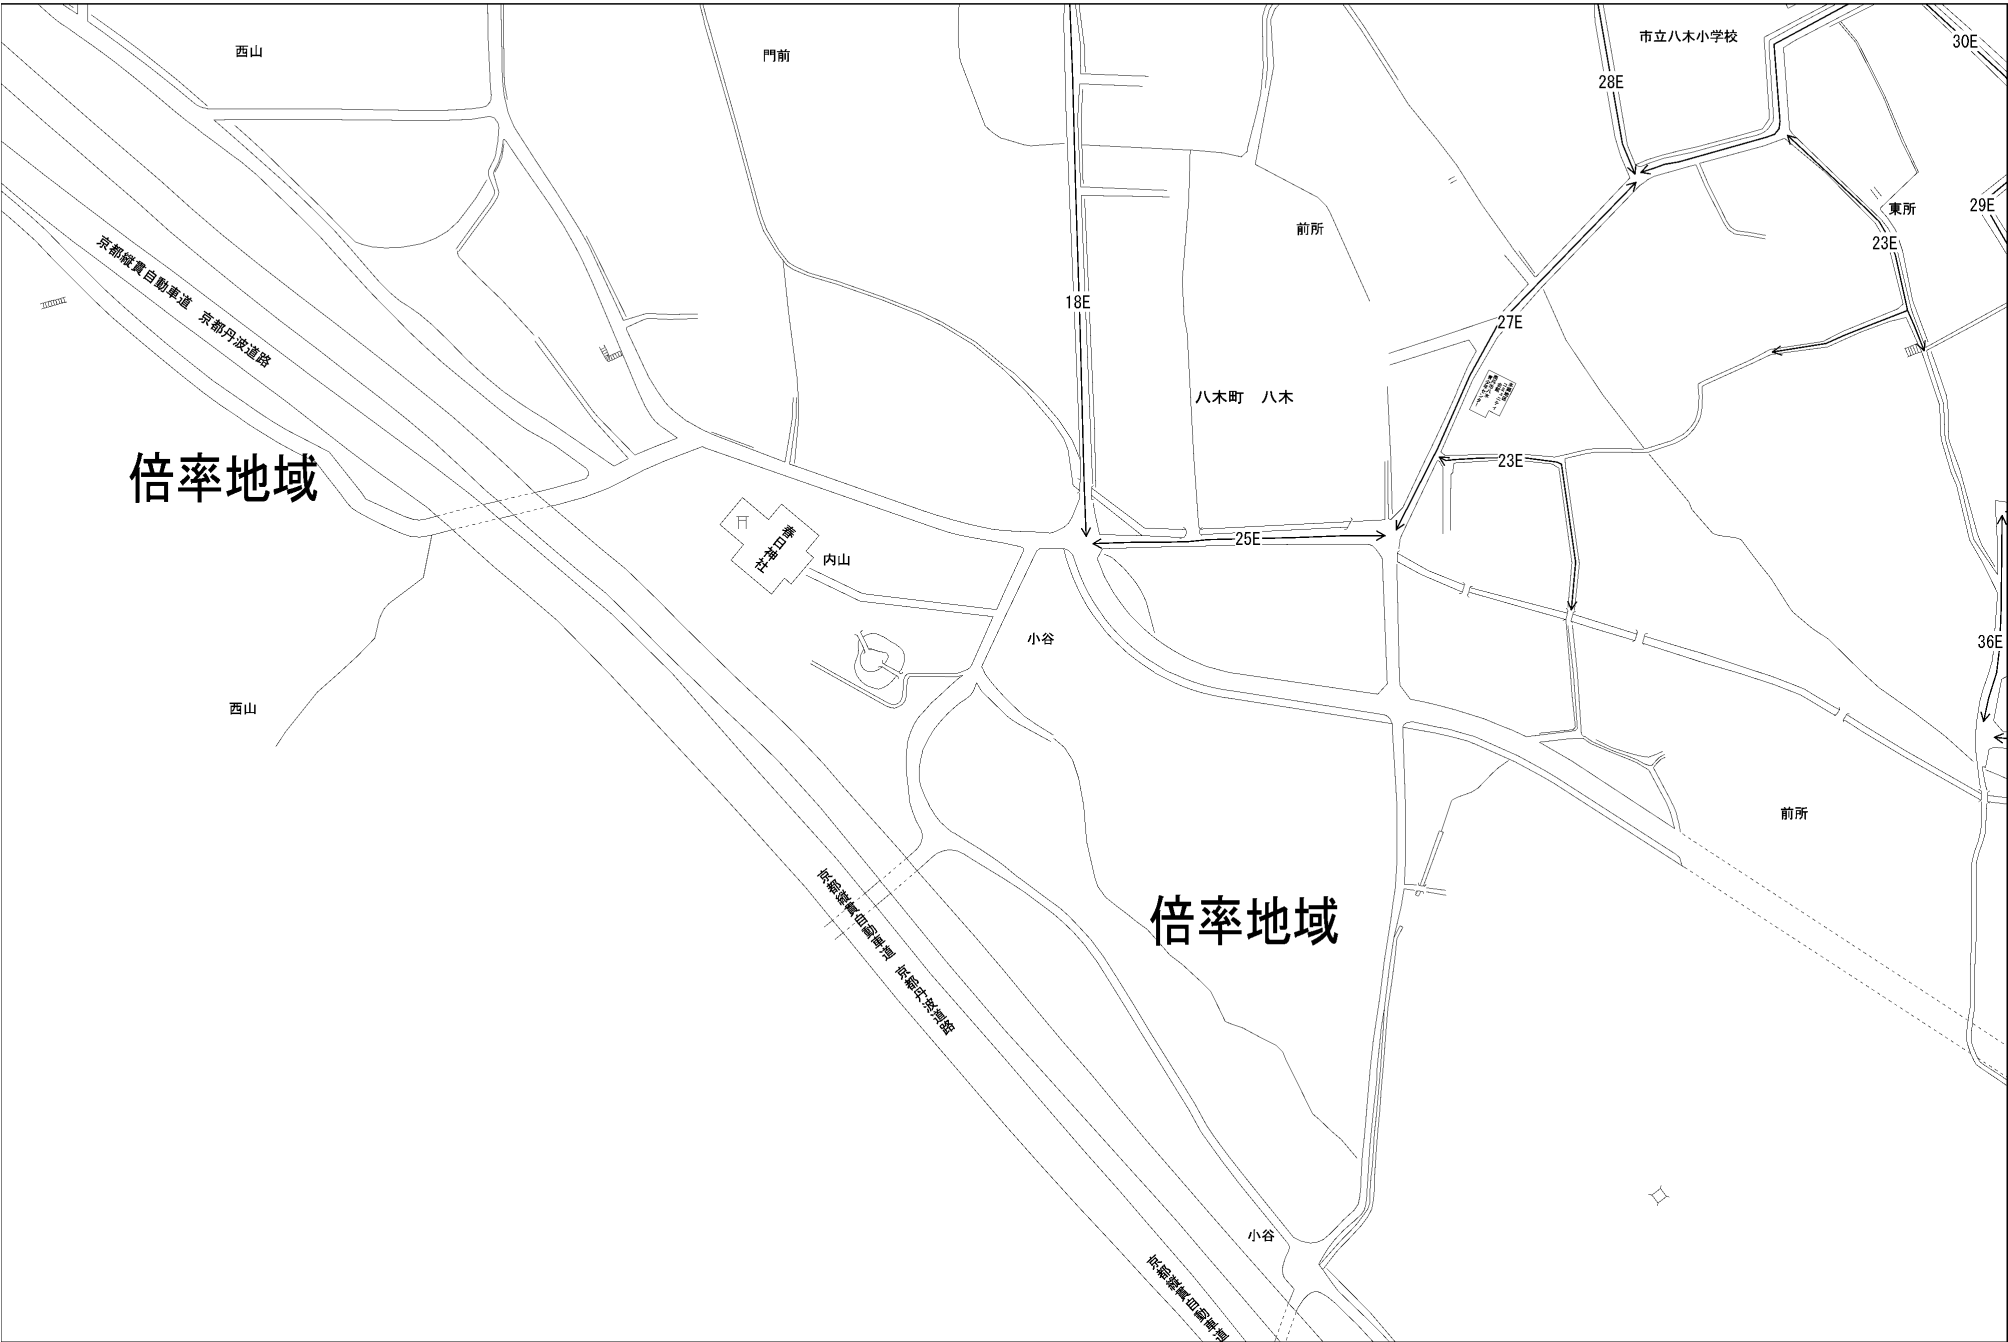 西山
門前
市立八木小学校
30E
28E
東所
29E
前所
23E
京都縦貫自動車道　京都丹波道路
18E
27E
八木町　八木
倍率地域
23E
春日神社
25E
内山
小谷
36E
西山
前所
京都縦貫自動車道　京都丹波道路
倍率地域
小谷
京都縦貫自動車道